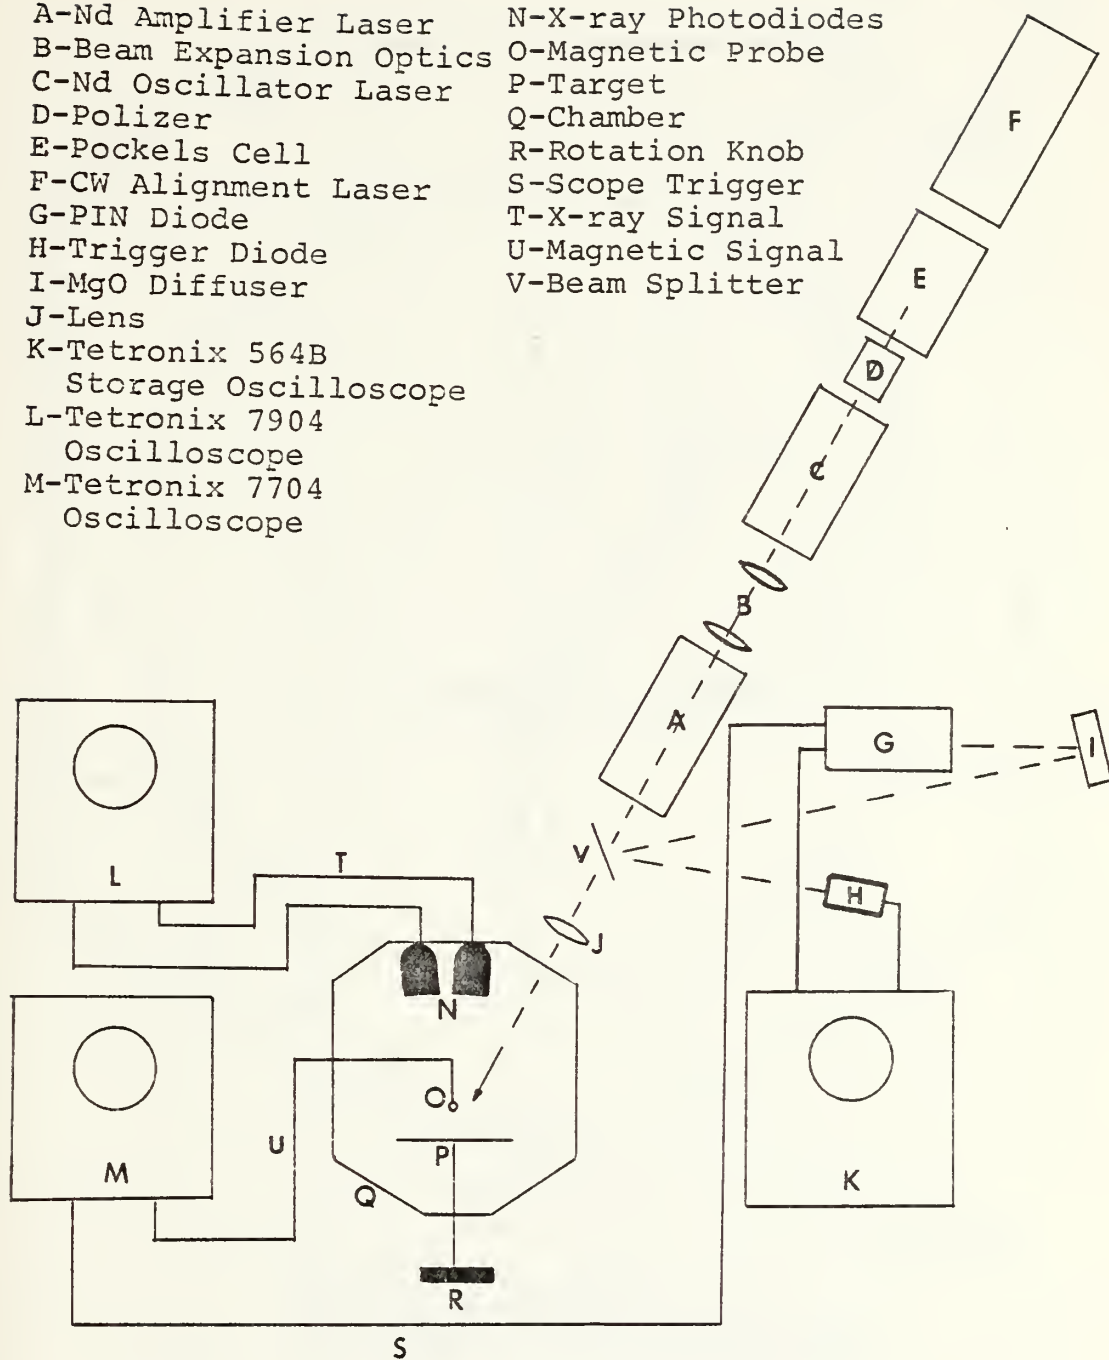 A-Nd Amplifier Laser
B-Beam Expansion Optics
C-Nd Oscillator Laser
D-Polizer
E-Pockels Cell
F-CW Alignment Laser
G-PIN Diode
H-Trigger Diode
I-MgO Diffuser
J-Lens
K-Tetronix 564B
Storage Oscilloscope
L-Tetronix 7904
Oscilloscope
M-Tetronix 7704
Oscilloscope
N-X-ray Photodiodes
O-Magnetic Probe
P-Target
Q-Chamber
R-Rotation Knob
S-Scope Trigger
T-X-ray Signal
U-Magnetic Signal
V-Beam Splitter
F
E
D
C
B
A
G
I
V
H
J
L
T
N
O
P
U
M
Q
K
R
S